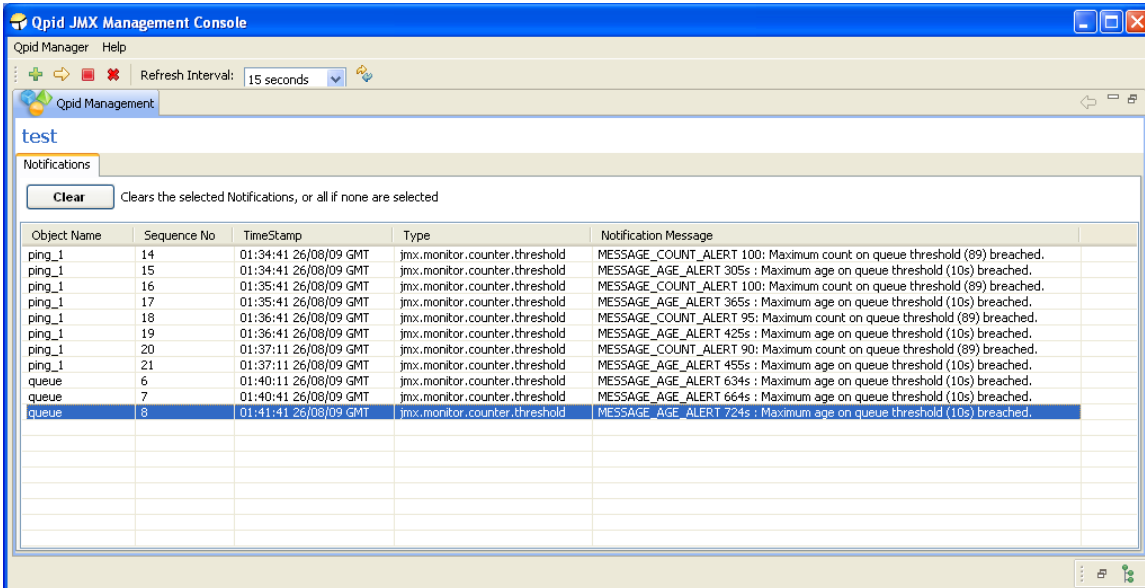 Qpid JMX Management Console
Qpid Manager Help
Refresh Interval: 15 seconds
Qpid Management
test
Notifications
Clear Clears the selected Notifications, or all if none are selected
Object Name Sequence No TimeStamp Type Notification Message
ping_1 14 01:34:41 26/08/09 GMT jmx.monitor.counter.threshold MESSAGE_COUNT_ALERT 100: Maximum count on queue threshold (89) breached.
ping_1 15 01:34:41 26/08/09 GMT jmx.monitor.counter.threshold MESSAGE_AGE_ALERT 305s : Maximum age on queue threshold (10s) breached.
ping_1 16 01:35:41 26/08/09 GMT jmx.monitor.counter.threshold MESSAGE_COUNT_ALERT 100: Maximum count on queue threshold (89) breached.
ping_1 17 01:35:41 26/08/09 GMT jmx.monitor.counter.threshold MESSAGE_AGE_ALERT 365s : Maximum age on queue threshold (10s) breached.
ping_1 18 01:36:41 26/08/09 GMT jmx.monitor.counter.threshold MESSAGE_COUNT_ALERT 95: Maximum count on queue threshold (89) breached.
ping_1 19 01:36:41 26/08/09 GMT jmx.monitor.counter.threshold MESSAGE_AGE_ALERT 425s : Maximum age on queue threshold (10s) breached.
ping_1 20 01:37:11 26/08/09 GMT jmx.monitor.counter.threshold MESSAGE_COUNT_ALERT 90: Maximum count on queue threshold (89) breached.
ping_1 21 01:37:11 26/08/09 GMT jmx.monitor.counter.threshold MESSAGE_AGE_ALERT 455s : Maximum age on queue threshold (10s) breached.
queue 6 01:40:11 26/08/09 GMT jmx.monitor.counter.threshold MESSAGE_AGE_ALERT 634s : Maximum age on queue threshold (10s) breached.
queue 7 01:40:41 26/08/09 GMT jmx.monitor.counter.threshold MESSAGE_AGE_ALERT 664s : Maximum age on queue threshold (10s) breached.
queue 8 01:41:41 26/08/09 GMT jmx.monitor.counter.threshold MESSAGE_AGE_ALERT 724s : Maximum age on queue threshold (10s) breached.